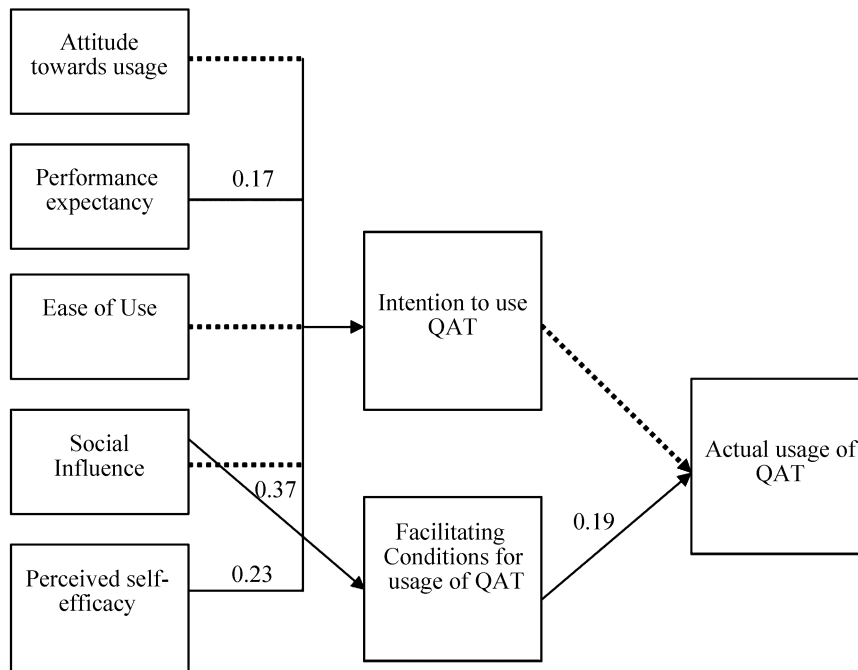 Attitude
towards usage
Performance
expectancy
0.17
Ease of Use
Intention to use
QAT
Social
Influence
0.37
Facilitating
Conditions for
usage of QAT
0.19
Actual usage of
QAT
Perceived self-
efficacy
0.23